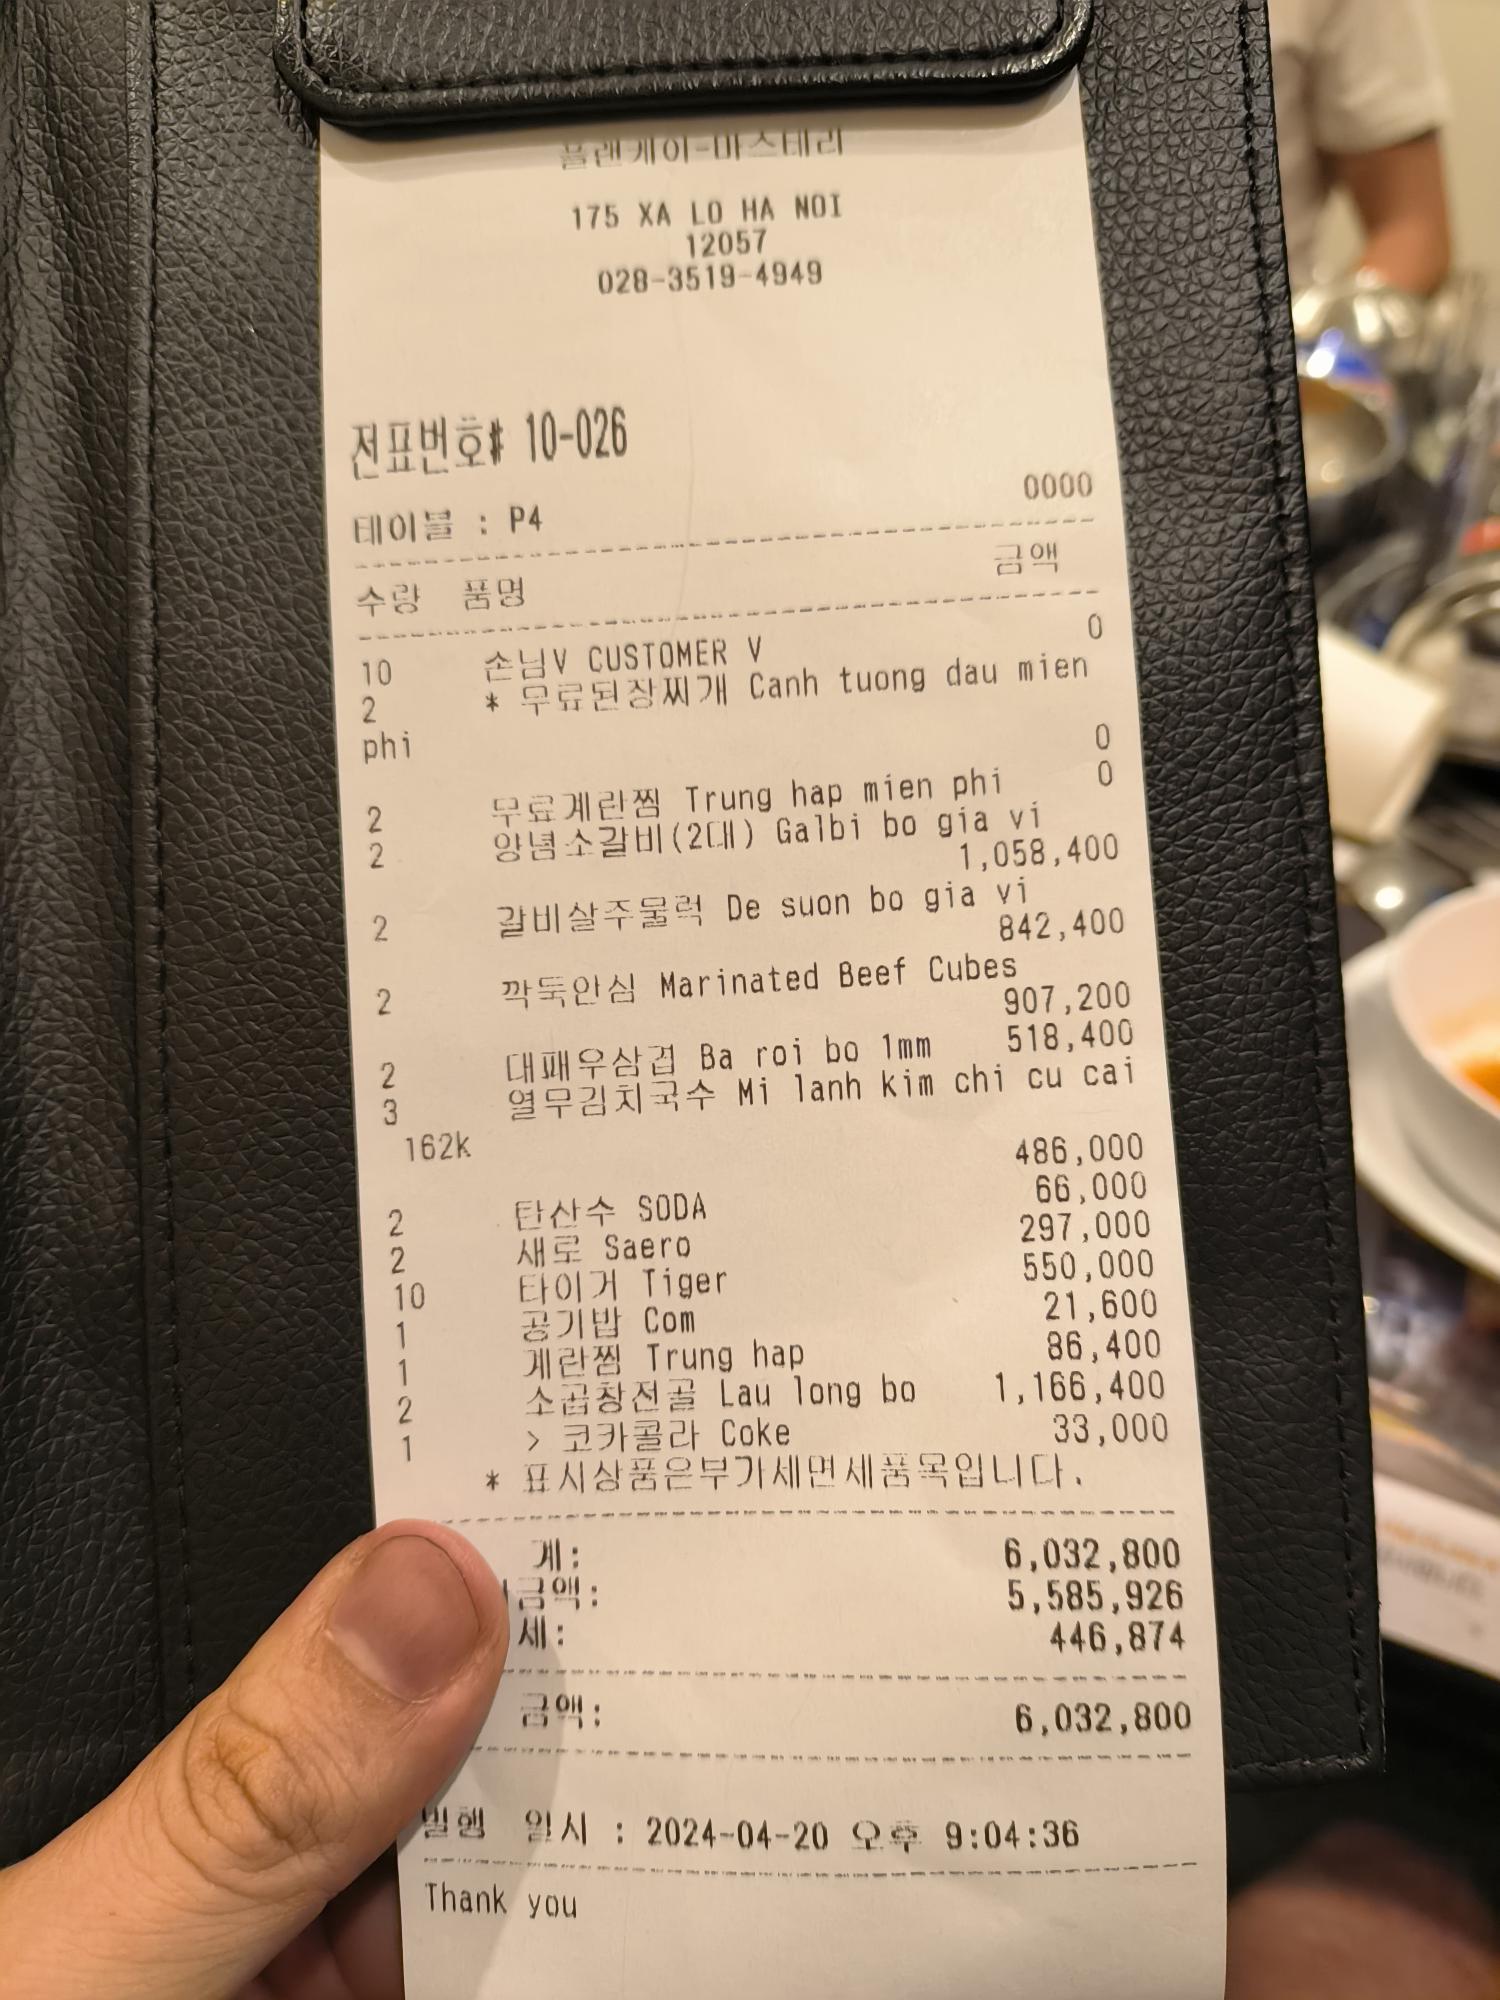 플랜케이-마스테리
175 XA LO HA NOI
12057
028-3519-4949
전표번호# 10-026
0000
테이블 : P4
수량 품명 금액
10 손님V CUSTOMER V 0
2 * 무료된장찌개 Canh tuong dau mien
phi 0
2 무료계란찜 Trung hap mien phi 0
2 양념소갈비(2대) Galbi bo gia vi
1,058,400
2 갈비살주물럭 De suon bo gia vi
842,400
2 깍둑안심 Marinated Beef Cubes
907,200
2 대패우삼겹 Ba roi bo 1mm 518,400
3 열무김치국수 Mi lanh kim chi cu cai
162k 486,000
2 탄산수 SODA 66,000
2 새로 Saero 297,000
10 타이거 Tiger 550,000
1 공기밥 Com 21,600
1 계란찜 Trung hap 86,400
2 소곱창전골 Lau long bo 1,166,400
1 > 코카콜라 Coke 33,000
* 표시상품은부가세면세품목입니다.
계: 6,032,800
금액: 5,585,926
세: 446,874
금액: 6,032,800
발행 일시 : 2024-04-20 오후 9:04:36
Thank you